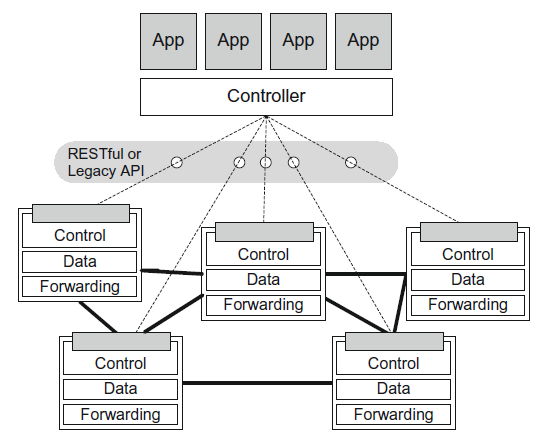 App
App
App
App
Controller
RESTful or
Legacy API
Control
Data
Forwarding
Control
Data
Forwarding
Control
Data
Forwarding
Control
Data
Forwarding
Control
Data
Forwarding